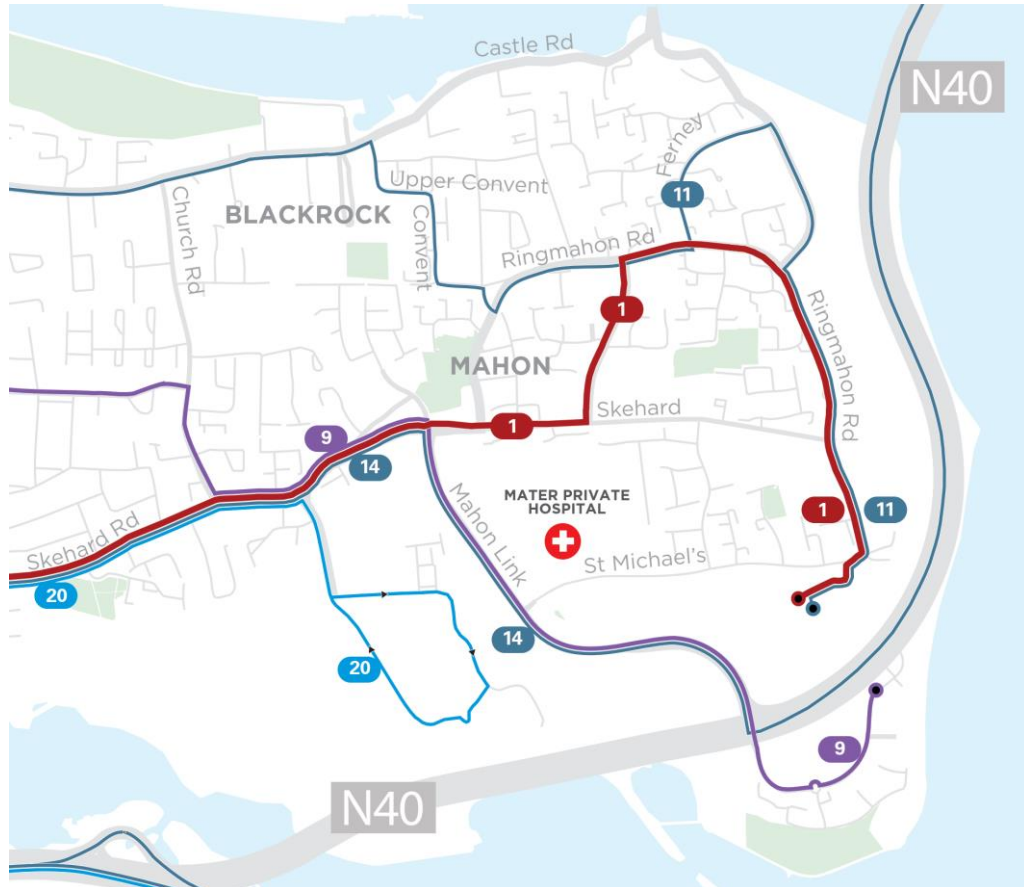 Castle Rd
N40
Ferney
Upper Convent
11
Church Rd
BLACKROCK
Convent
Ringmahon Rd
1
Ringmahon Rd
MAHON
Skehard
1
9
14
Mahon Link
MATER PRIVATE
HOSPITAL
1
11
Skehard Rd
St Michael's
20
14
20
9
N40